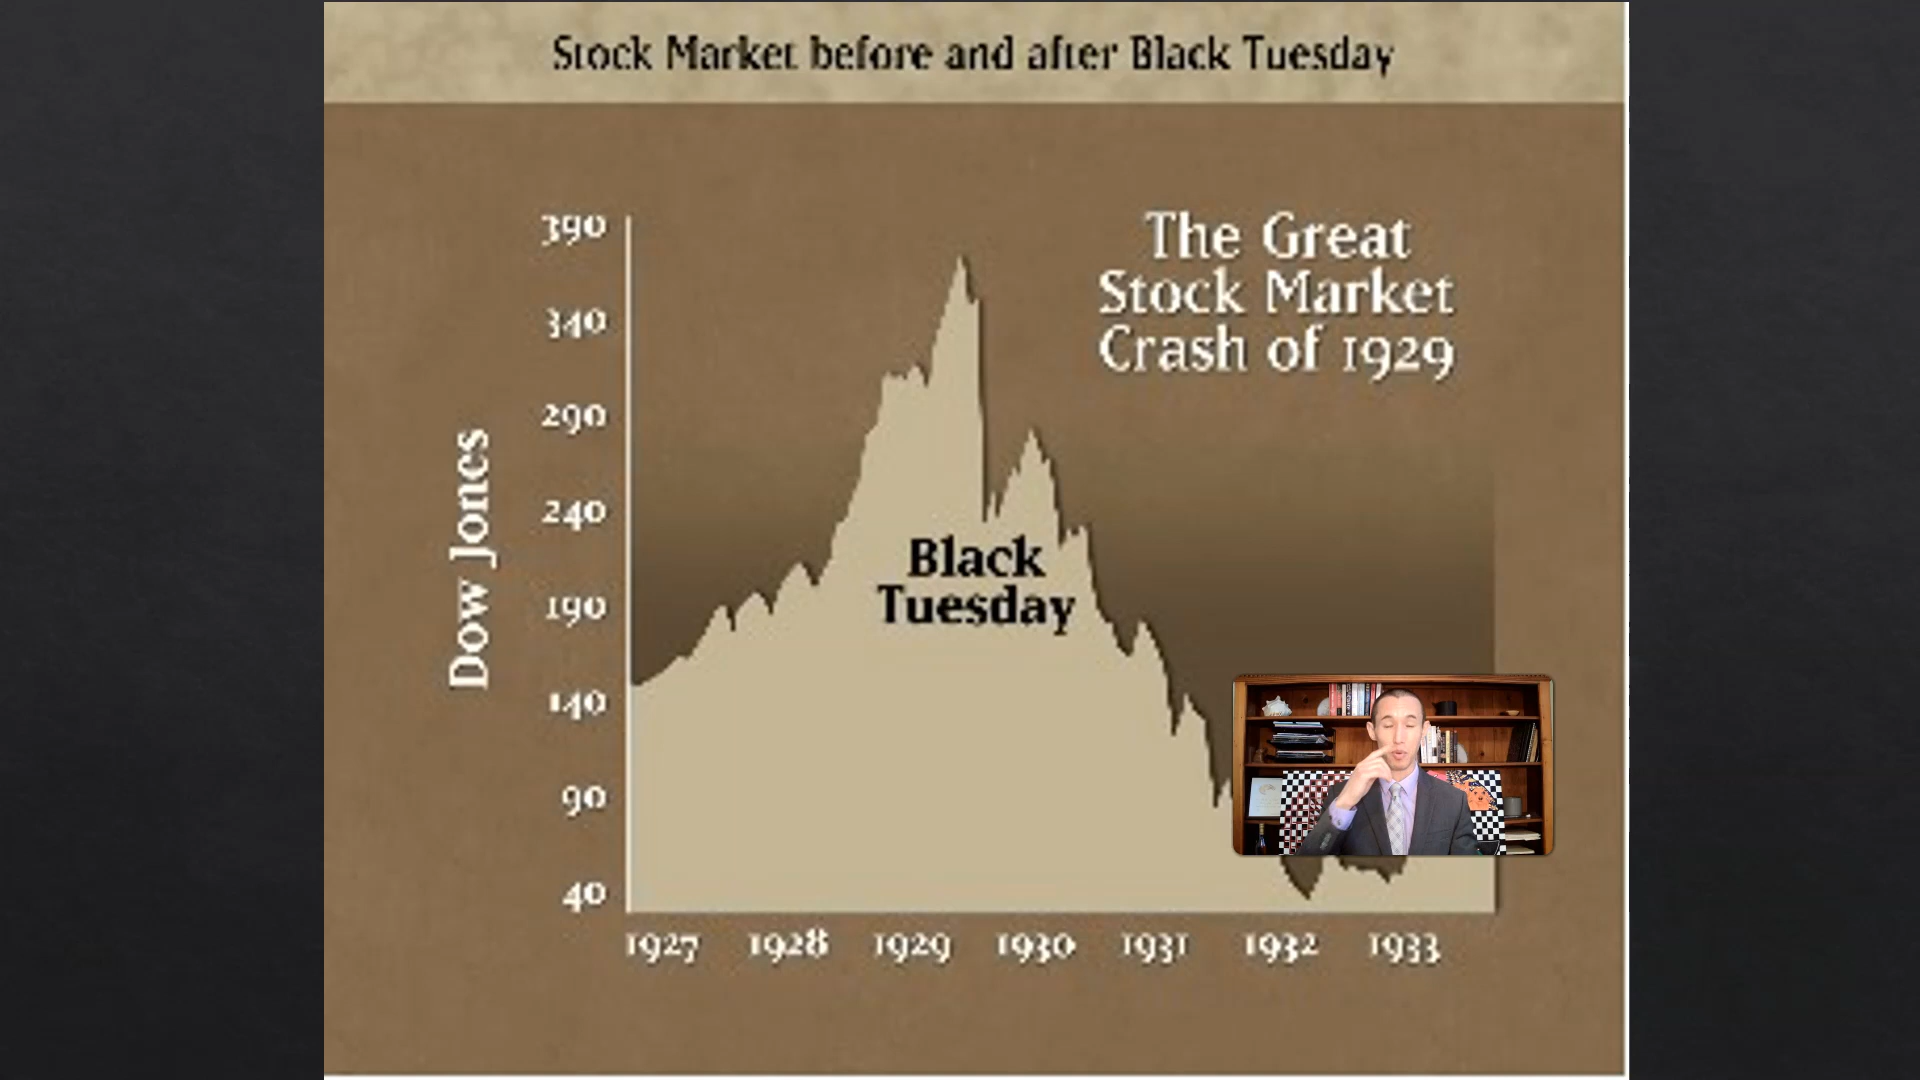 Stock Market before and after Black Tuesday
The Great
Stock Market
Crash of 1929
Dow Jones
390
340
290
240
190
140
90
40
Black
Tuesday
1927 1928 1929 1930 1931 1932 1933